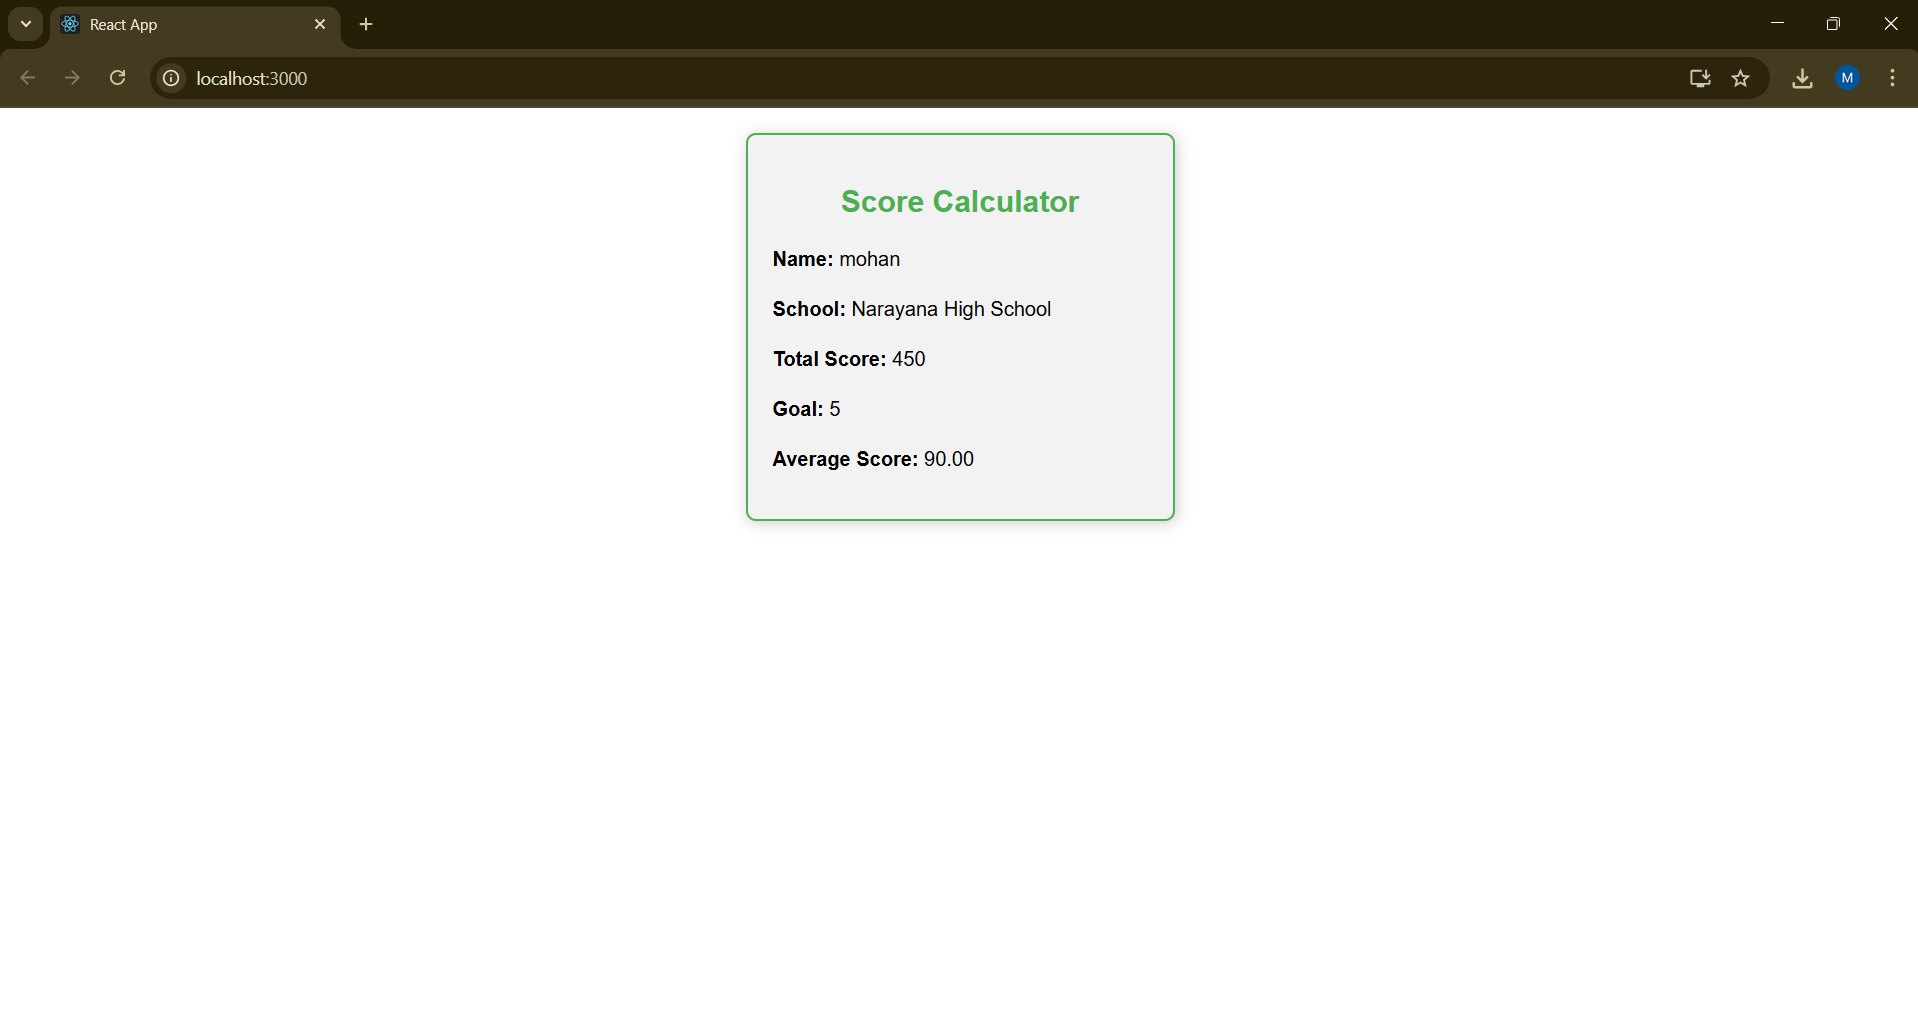 React App
localhost:3000
M
Score Calculator
Name: mohan
School: Narayana High School
Total Score: 450
Goal: 5
Average Score: 90.00